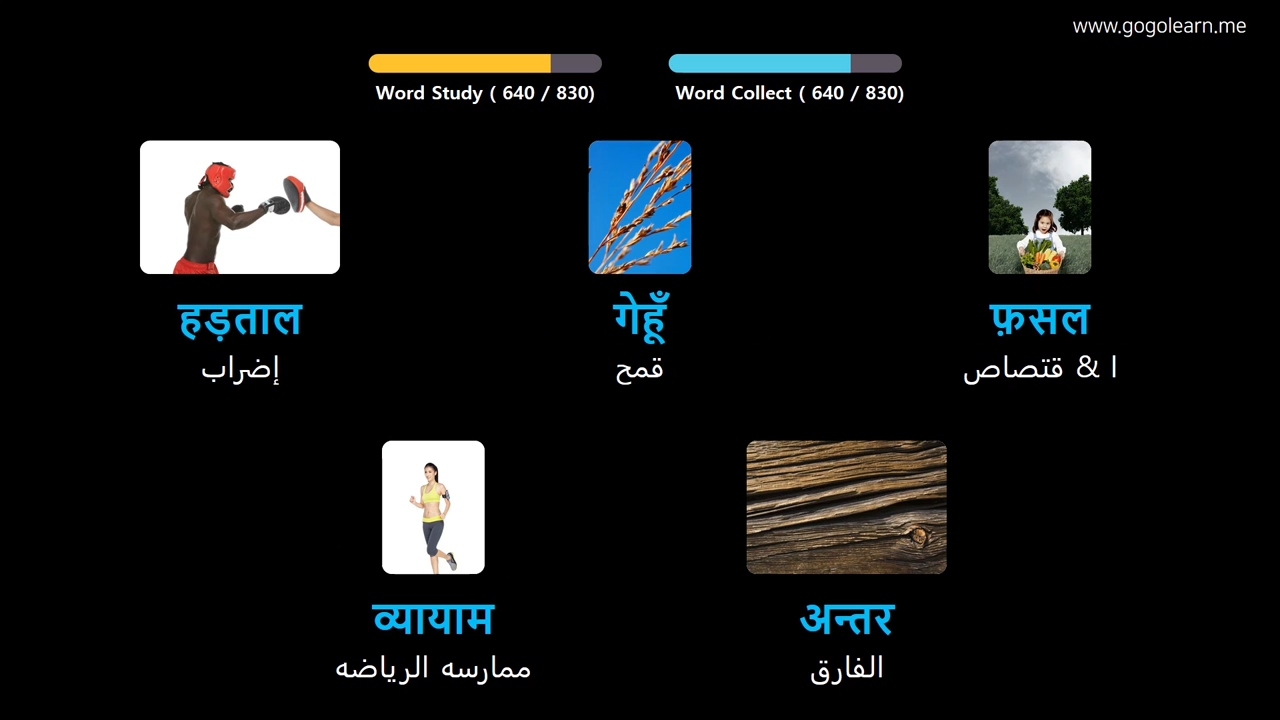 www.gogolearn.me
Word Study ( 640 / 830)
Word Collect ( 640 / 830)
हड़ताल
إضراب
गेहूँ
قمح
फ़सल
ا & قتصاص
व्यायाम
ممارسه الرياضه
अन्तर
الفارق